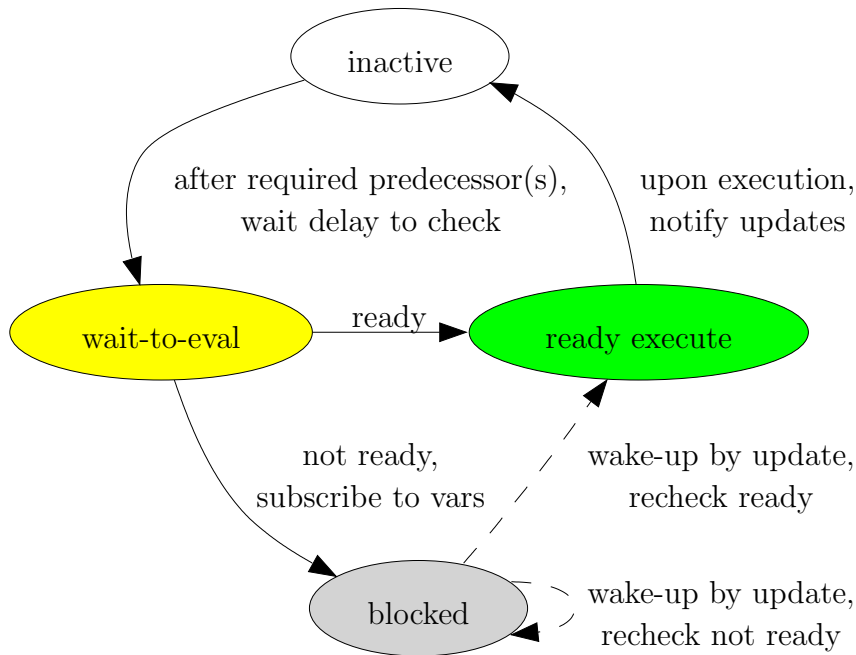 inactive
after required predecessor(s),
wait delay to check
upon execution,
notify updates
wait-to-eval
ready
ready execute
not ready,
subscribe to vars
wake-up by update,
recheck ready
blocked
wake-up by update,
recheck not ready